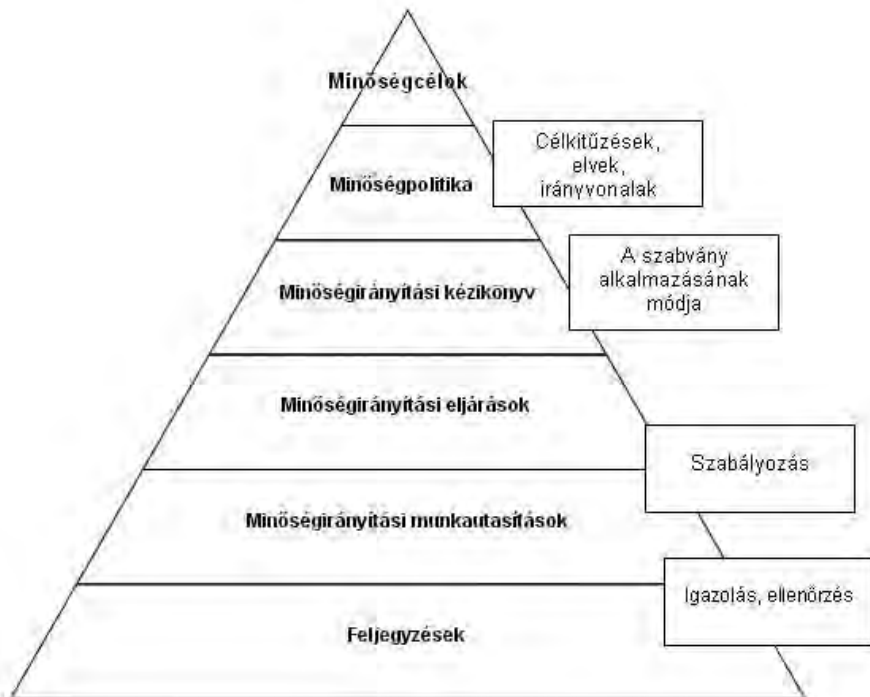 Minőségcélok
Célkitűzések,
elvek,
irányvonalak
Minőségpolitika
A szabvány
alkalmazásának
módja
Minőségirányítási kézikönyv
Minőségirányítási eljárások
Szabályozás
Minőségirányítási munkautasítások
Igazolás, ellenőrzés
Feljegyzések